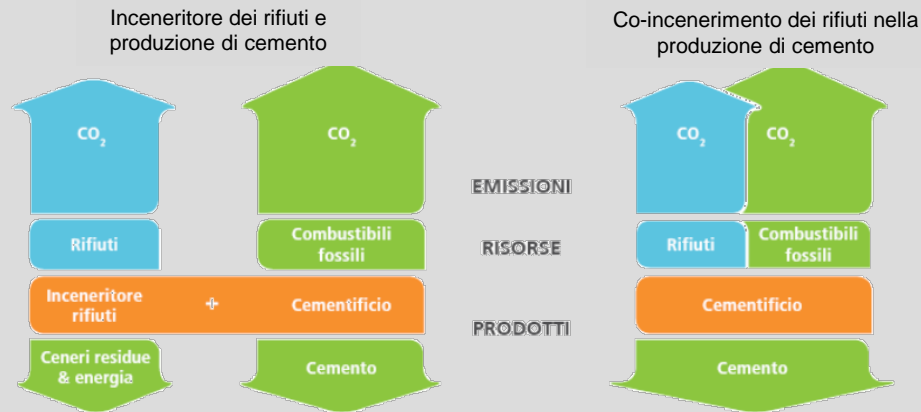 Inceneritore dei rifiuti e
produzione di cemento
Co-incenerimento dei rifiuti nella
produzione di cemento
CO₂
CO₂
EMISSIONI
CO₂
CO₂
Rifiuti
Combustibili
fossili
RISORSE
Rifiuti
Combustibili
fossili
Inceneritore
rifiuti
+
Cementificio
PRODOTTI
Cementificio
Ceneri residue
& energia
Cemento
Cemento